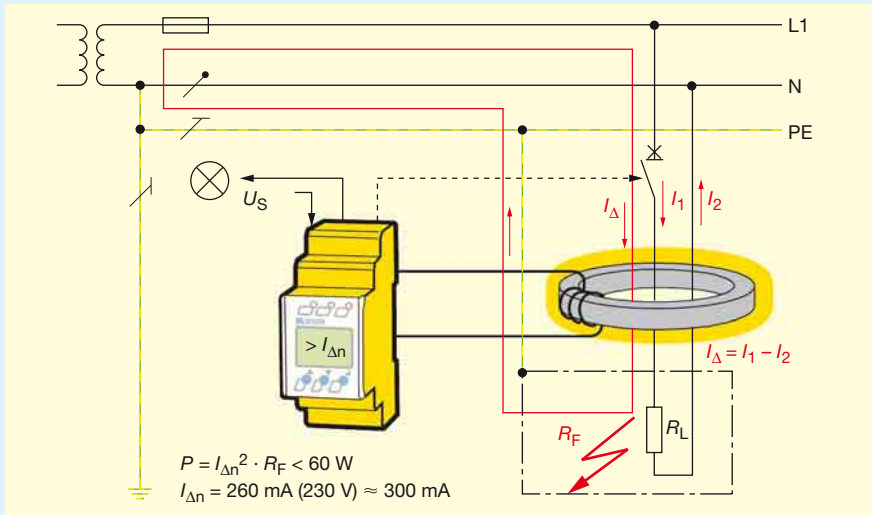 L1
N
PE
U_S
I_Δ
I_1
I_2
> I_Δn
I_Δ = I_1 – I_2
R_F
R_L
P = I_Δn² · R_F < 60 W
I_Δn = 260 mA (230 V) ≈ 300 mA